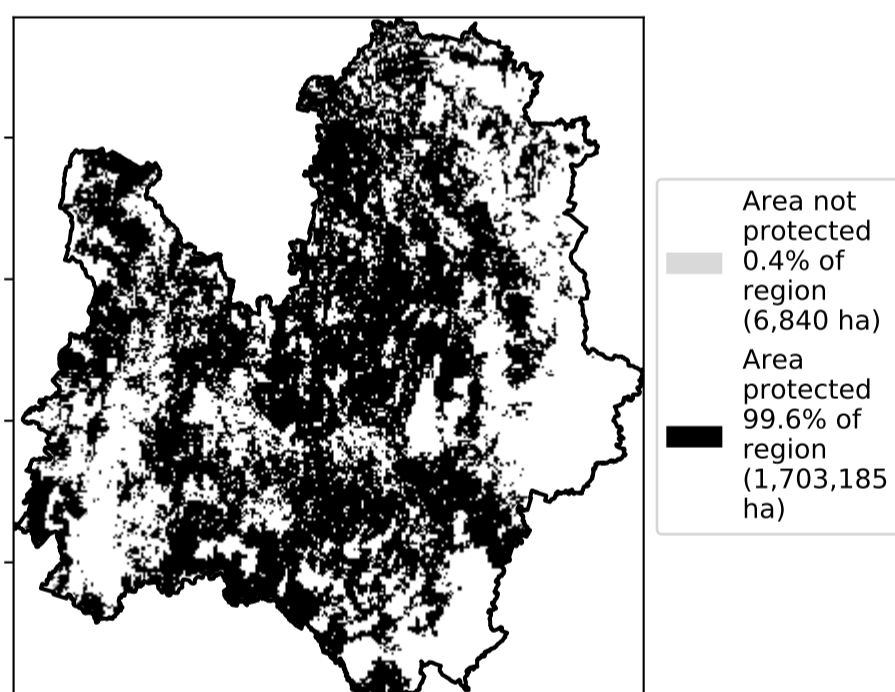 Area not
protected
0.4% of
region
(6,840 ha)
Area
protected
99.6% of
region
(1,703,185
ha)